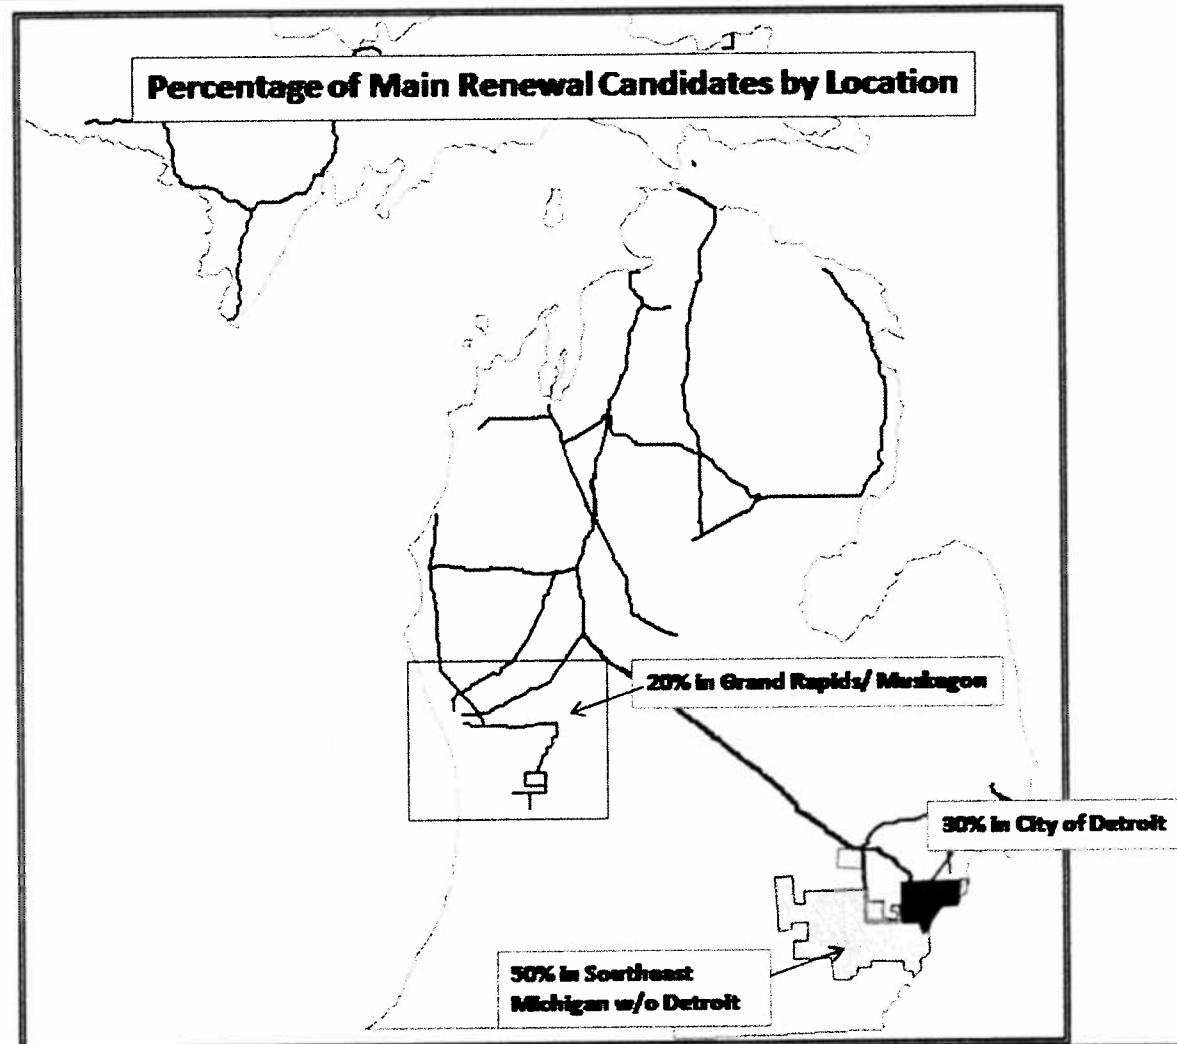 Percentage of Main Renewal Candidates by Location
20% in Grand Rapids/ Muskegon
30% in City of Detroit
50% in Southeast
Michigan w/o Detroit